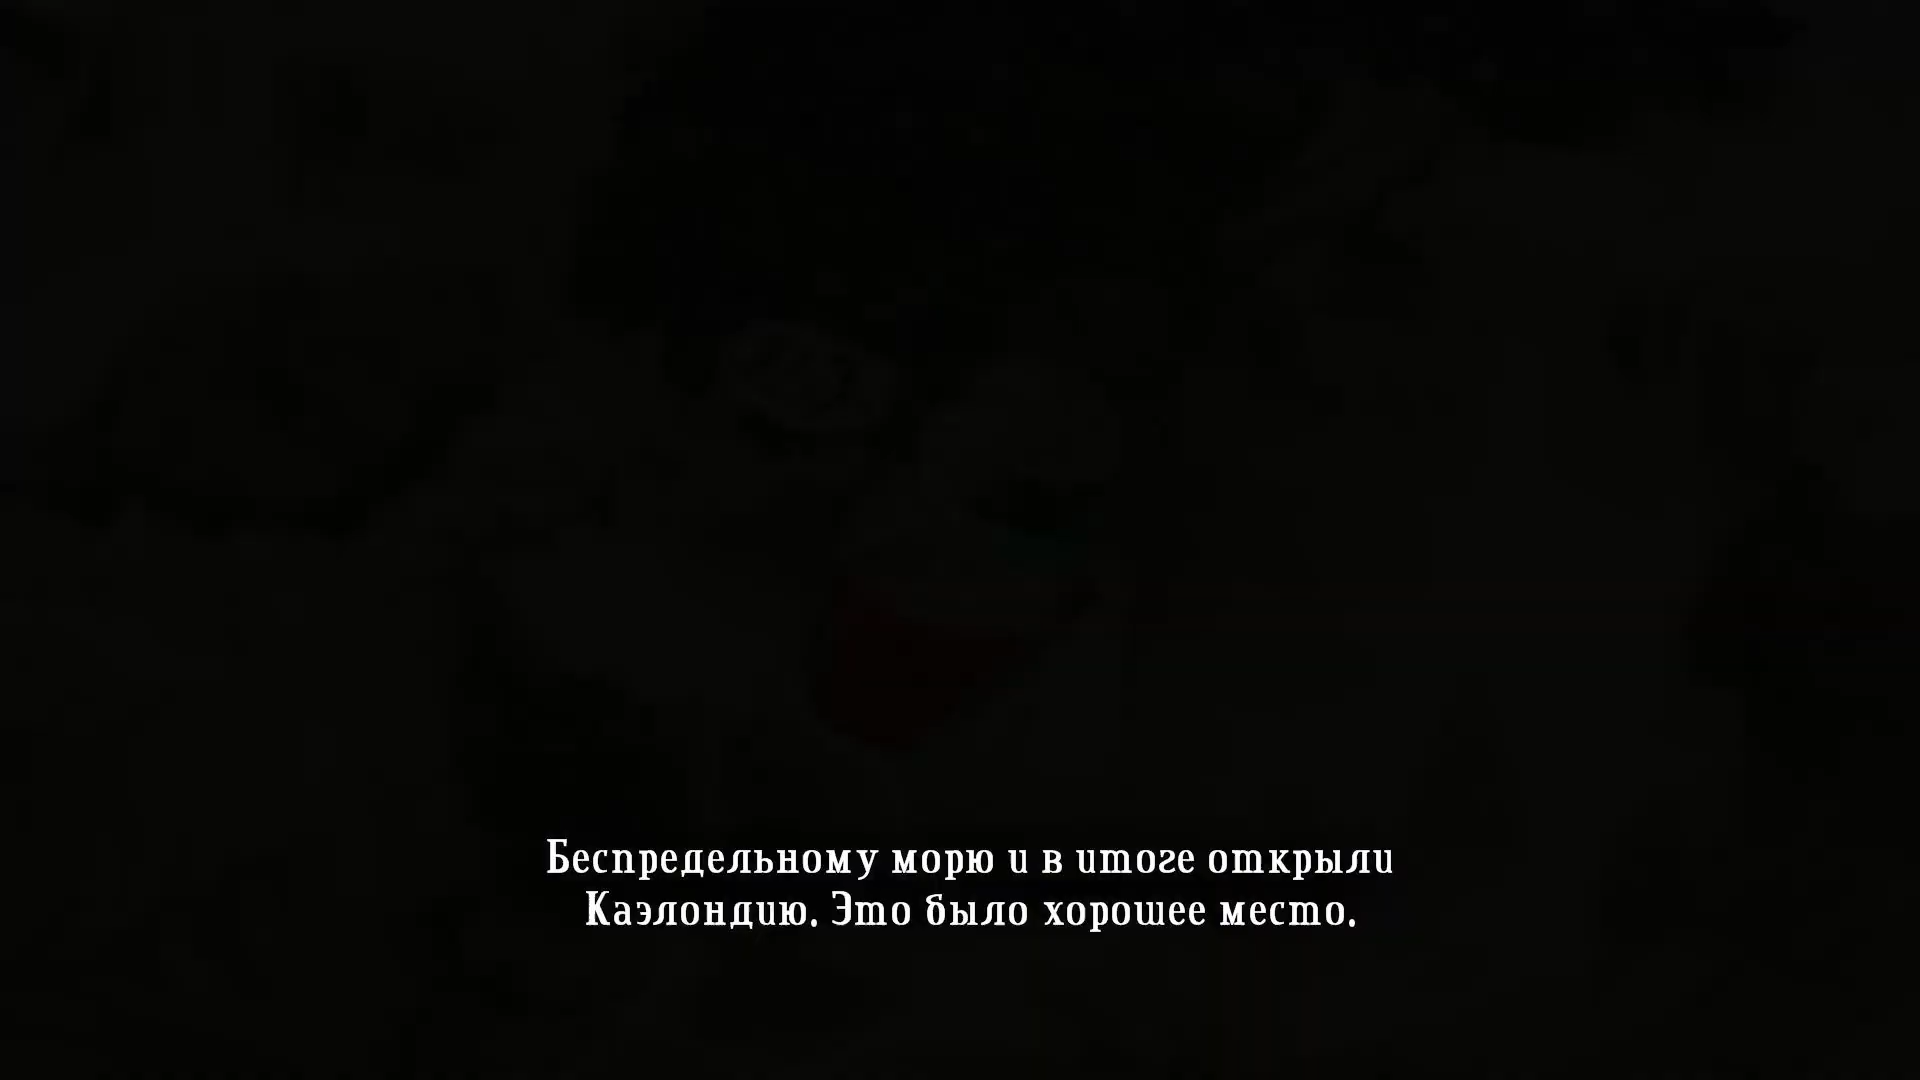 Беспредельному морю и в итоге открыли
Каэлондию. Это было хорошее место.